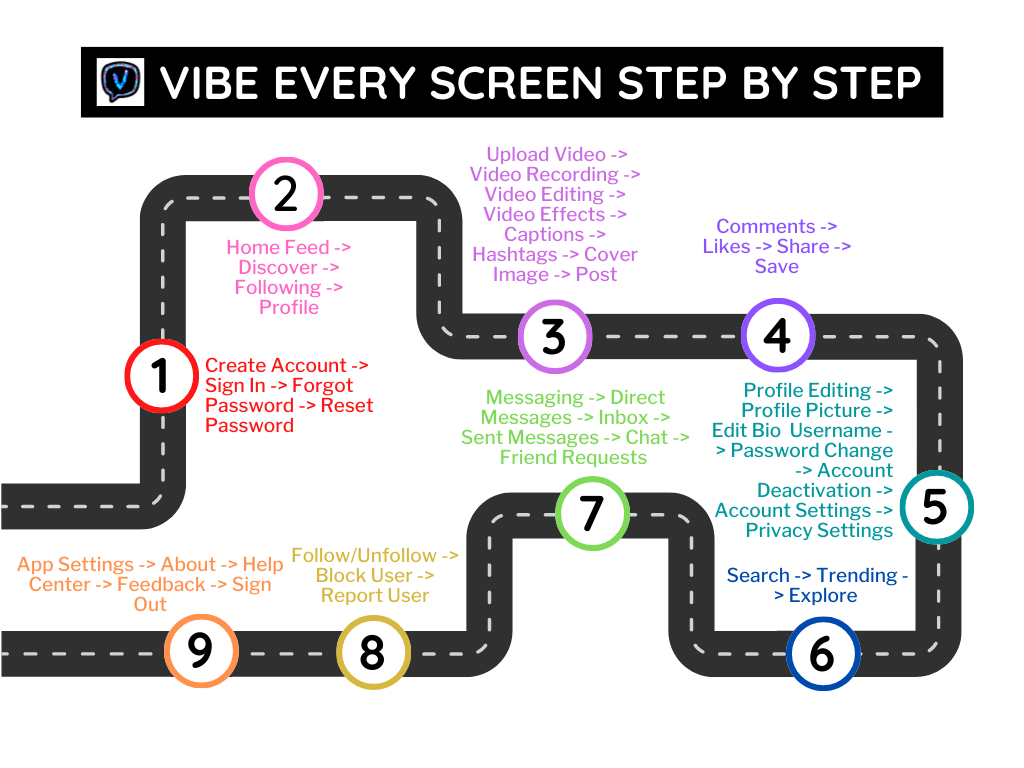 VIBE EVERY SCREEN STEP BY STEP
1
Create Account ->
Sign In -> Forgot
Password -> Reset
Password
2
Home Feed ->
Discover ->
Following ->
Profile
3
Upload Video ->
Video Recording ->
Video Editing ->
Video Effects ->
Captions ->
Hashtags -> Cover
Image -> Post
4
Comments ->
Likes -> Share ->
Save
5
Profile Editing ->
Profile Picture ->
Edit Bio  Username -
> Password Change
-> Account
Deactivation ->
Account Settings ->
Privacy Settings
6
Search -> Trending -
> Explore
7
Messaging -> Direct
Messages -> Inbox ->
Sent Messages -> Chat ->
Friend Requests
8
Follow/Unfollow ->
Block User ->
Report User
9
App Settings -> About -> Help
Center -> Feedback -> Sign
Out